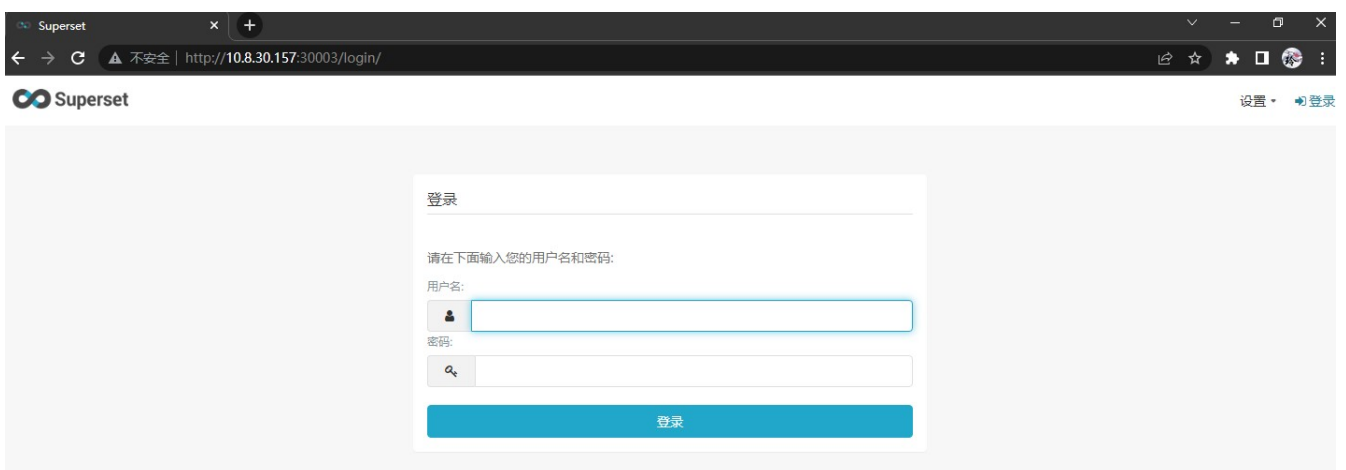 Superset
不安全 | http://10.8.30.157:30003/login/
Superset
设置 登录
登录
请在下面输入您的用户名和密码:
用户名:
密码:
登录